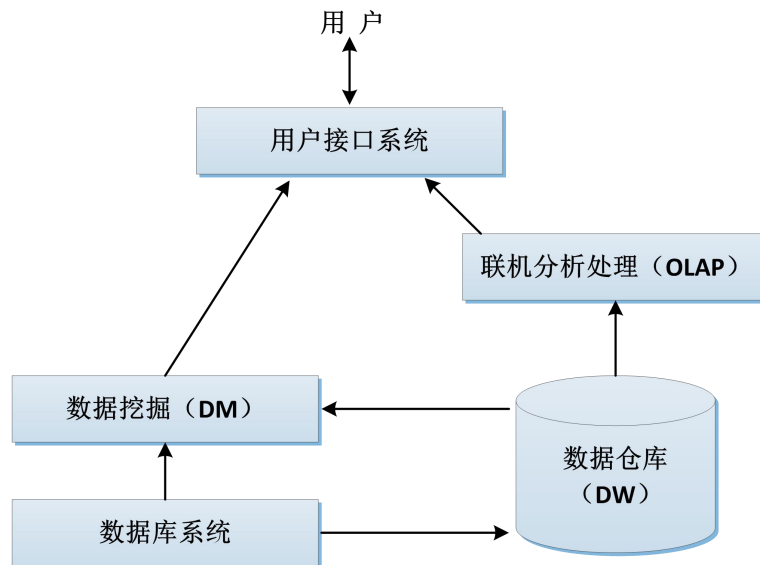 用 户
用户接口系统
联机分析处理（OLAP）
数据挖掘（DM）
数据仓库
（DW）
数据库系统